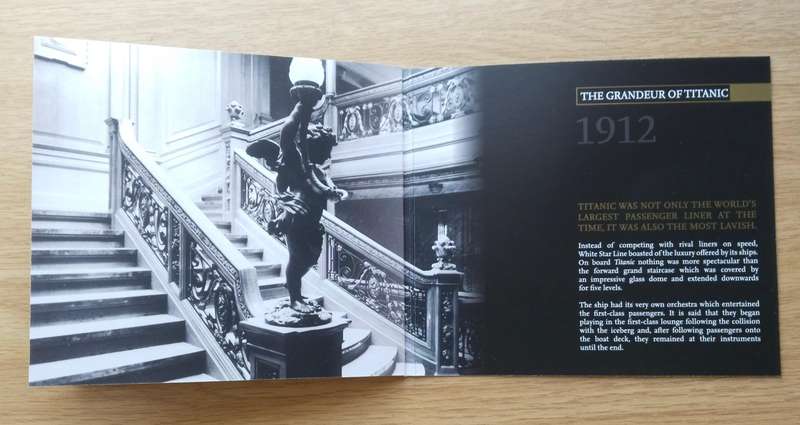 THE GRANDEUR OF TITANIC
1912
TITANIC WAS NOT ONLY THE WORLD'S
LARGEST PASSENGER LINER AT THE
TIME, IT WAS ALSO THE MOST LAVISH.
Instead of competing with rival liners on speed,
White Star Line boasted of the luxury offered by its ships.
On board Titanic nothing was more spectacular than
the forward grand staircase which was covered by
an impressive glass dome and extended downwards
for five levels.
The ship had its very own orchestra which entertained
the first-class passengers. It is said that they began
playing in the first-class lounge following the collision
with the iceberg and, after following passengers onto
the boat deck, they remained at their instruments
until the end.